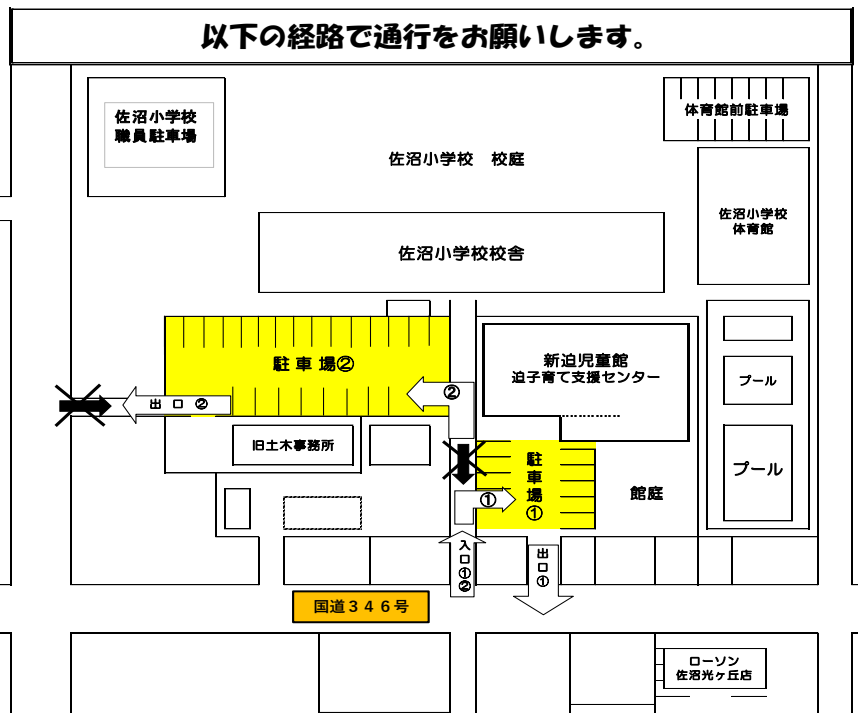 以下の経路で通行をお願いします。
佐沼小学校
職員駐車場
体育館前駐車場
佐沼小学校　校庭
佐沼小学校
体育館
佐沼小学校校舎
駐車場②
新迫児童館
迫子育て支援センター
プール
②
出口②
旧土木事務所
駐車場①
館庭
プール
①
入口①②
出口①
国道３４６号
ローソン
佐沼光ヶ丘店